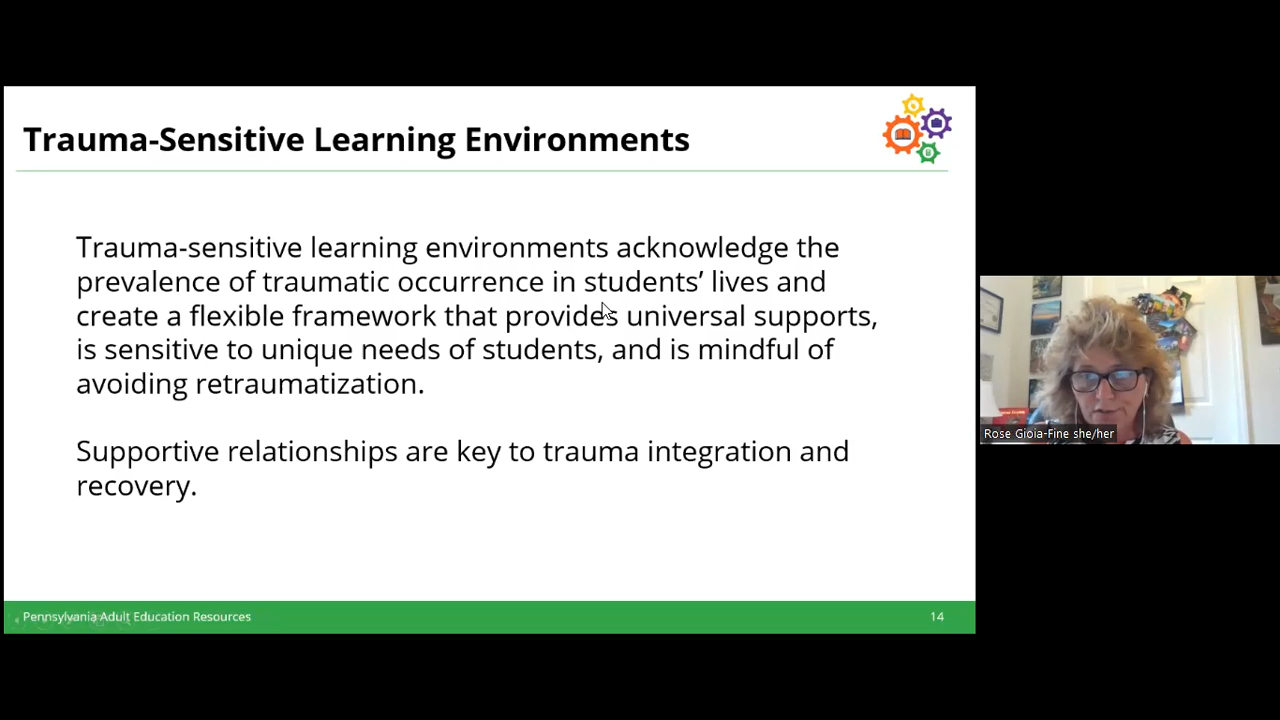 Trauma-Sensitive Learning Environments
Trauma-sensitive learning environments acknowledge the
prevalence of traumatic occurrence in students’ lives and
create a flexible framework that provides universal supports,
is sensitive to unique needs of students, and is mindful of
avoiding retraumatization.
Supportive relationships are key to trauma integration and
recovery.
Pennsylvania Adult Education Resources
14
Rose Gioia-Fine she/her